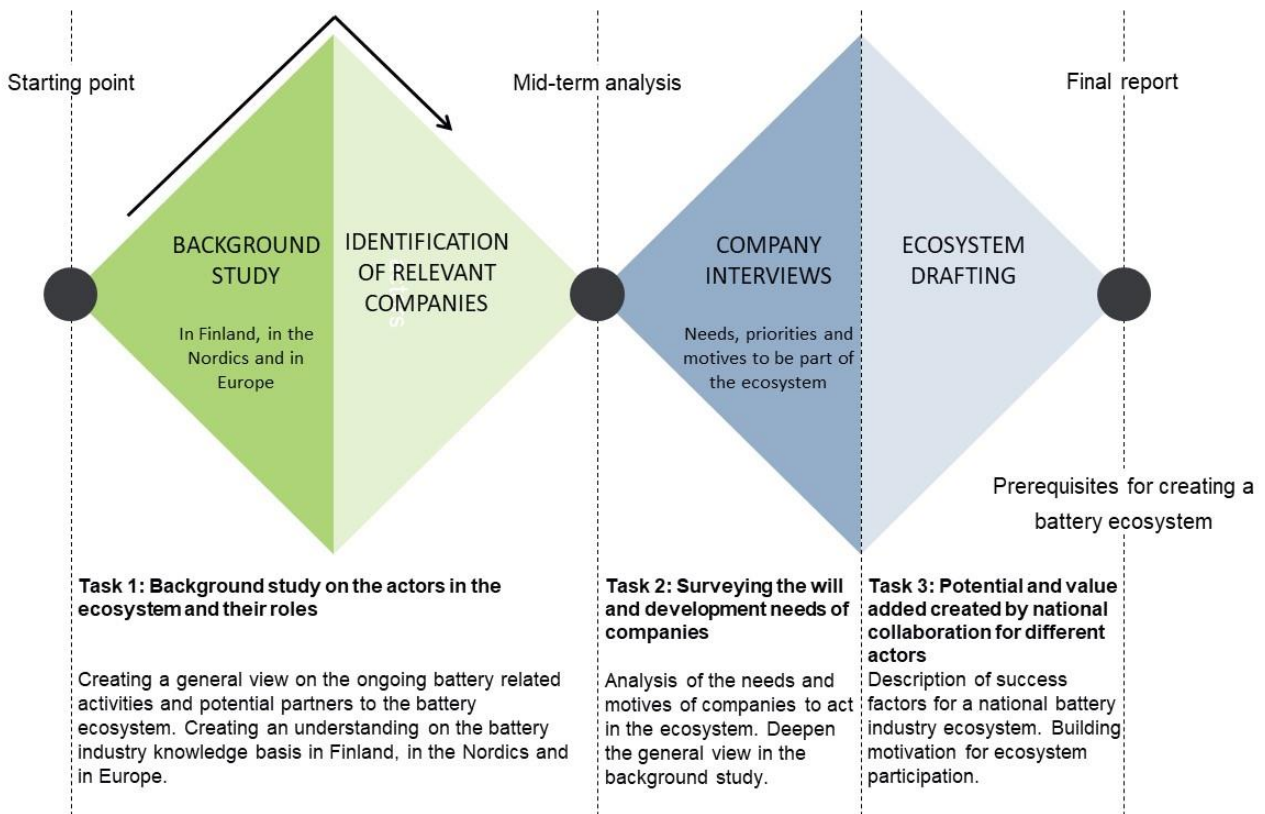 Starting point
Mid-term analysis
Final report
BACKGROUND
STUDY
In Finland, in the
Nordics and in
Europe
IDENTIFICATION
OF RELEVANT
COMPANIES
COMPANY
INTERVIEWS
Needs, priorities and
motives to be part of
the ecosystem
ECOSYSTEM
DRAFTING
Prerequisites for creating a
battery ecosystem
Task 1: Background study on the actors in the
ecosystem and their roles
Creating a general view on the ongoing battery related
activities and potential partners to the battery
ecosystem. Creating an understanding on the battery
industry knowledge basis in Finland, in the Nordics and
in Europe.
Task 2: Surveying the will
and development needs of
companies
Analysis of the needs and
motives of companies to act
in the ecosystem. Deepen
the general view in the
background study.
Task 3: Potential and value
added created by national
collaboration for different
actors
Description of success
factors for a national battery
industry ecosystem. Building
motivation for ecosystem
participation.